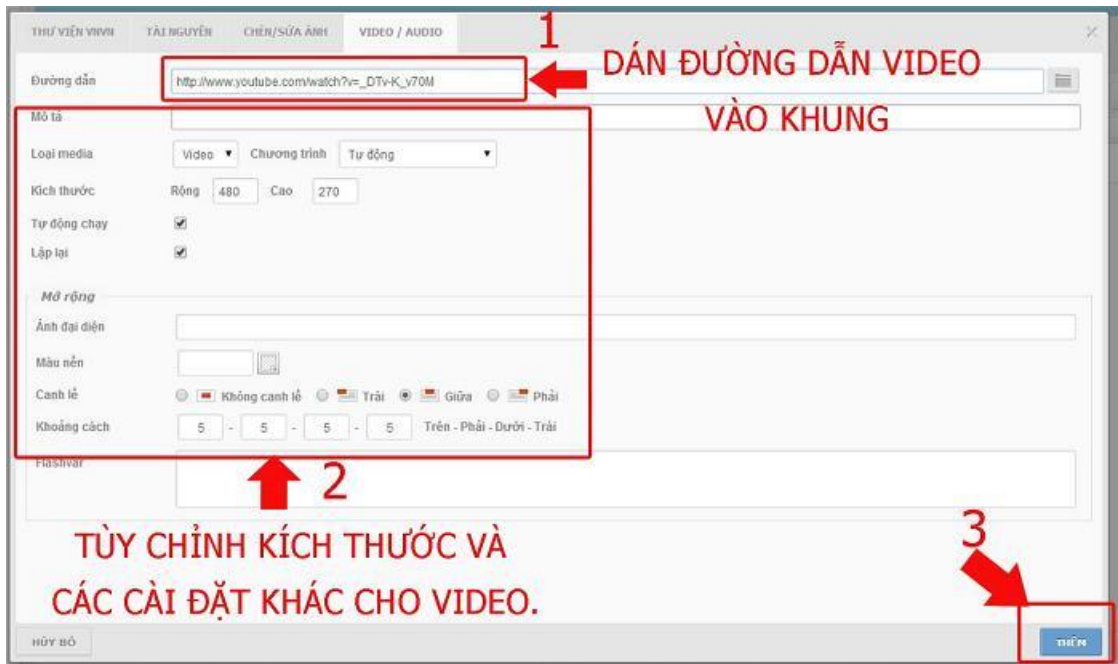 THƯ VIỆN VNVN TÀI NGUYÊN CHÈN/SỬA ẢNH VIDEO / AUDIO
1
DÁN ĐƯỜNG DẪN VIDEO
VÀO KHUNG
Đường dẫn http://www.youtube.com/watch?v=_DTv-K_v70M
Mô tả
Loại media Video Chương trình Tự động
Kích thước Rộng 480 Cao 270
Tự động chạy
Lặp lại
Mở rộng
Ảnh đại diện
Màu nền
Canh lề Không canh lề Trái Giữa Phải
Khoảng cách 5 - 5 - 5 - 5 Trên - Phải - Dưới - Trái
Flashvar
2
TÙY CHỈNH KÍCH THƯỚC VÀ
CÁC CÀI ĐẶT KHÁC CHO VIDEO.
3
HỦY BỎ THÊM